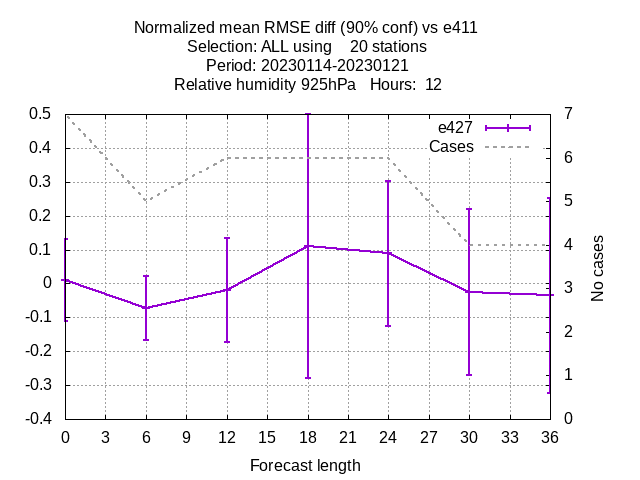 Normalized mean RMSE diff (90% conf) vs e411
Selection: ALL using 20 stations
Period: 20230114-20230121
Relative humidity 925hPa Hours: 12
0.5
0.4
0.3
0.2
0.1
0
-0.1
-0.2
-0.3
-0.4
e427
Cases
7
6
5
4
3
2
1
0
No cases
0 3 6 9 12 15 18 21 24 27 30 33 36
Forecast length